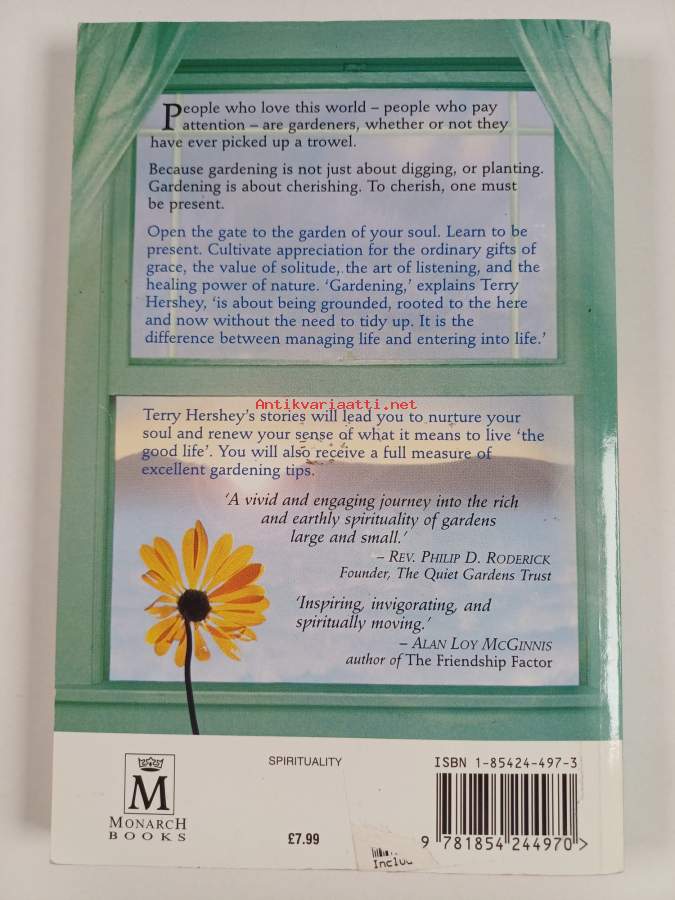 People who love this world – people who pay
attention – are gardeners, whether or not they
have ever picked up a trowel.
Because gardening is not just about digging, or planting.
Gardening is about cherishing. To cherish, one must
be present.
Open the gate to the garden of your soul. Learn to be
present. Cultivate appreciation for the ordinary gifts of
grace, the value of solitude, the art of listening, and the
healing power of nature. ‘Gardening,’ explains Terry
Hershey, ‘is about being grounded, rooted to the here
and now without the need to tidy up. It is the
difference between managing life and entering into life.’
Antikvariaatti.net
Terry Hershey’s stories will lead you to nurture your
soul and renew your sense of what it means to live ‘the
good life’. You will also receive a full measure of
excellent gardening tips.
‘A vivid and engaging journey into the rich
and earthly spirituality of gardens
large and small.’
– Rev. Philip D. Roderick
Founder, The Quiet Gardens Trust
‘Inspiring, invigorating, and
spiritually moving.’
– Alan Loy McGinnis
author of The Friendship Factor
M
MONARCH
BOOKS
SPIRITUALITY
£7.99
ISBN 1-85424-497-3
9 781854 244970 >